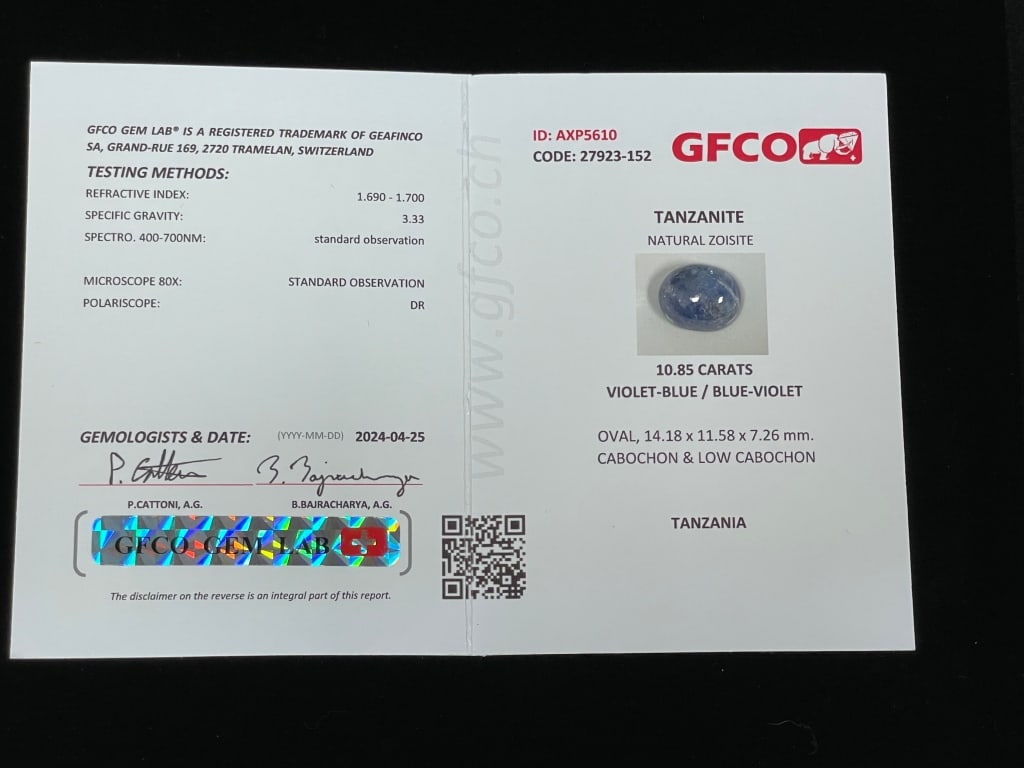 GFCO GEM LAB® IS A REGISTERED TRADEMARK OF GEAFINCO
SA, GRAND-RUE 169, 2720 TRAMELAN, SWITZERLAND
TESTING METHODS:
REFRACTIVE INDEX: 1.690 - 1.700
SPECIFIC GRAVITY: 3.33
SPECTRO. 400-700NM: standard observation
MICROSCOPE 80X: STANDARD OBSERVATION
POLARISCOPE: DR
GEMOLOGISTS & DATE: (YYYY-MM-DD) 2024-04-25
P. Cattoni B. Bajracharya
P.CATTONI, A.G. B.BAJRACHARYA, A.G.
GFCO GEM LAB
The disclaimer on the reverse is an integral part of this report.
www.gfco.ch
ID: AXP5610
CODE: 27923-152
GFCO
TANZANITE
NATURAL ZOISITE
10.85 CARATS
VIOLET-BLUE / BLUE-VIOLET
OVAL, 14.18 x 11.58 x 7.26 mm.
CABOCHON & LOW CABOCHON
TANZANIA